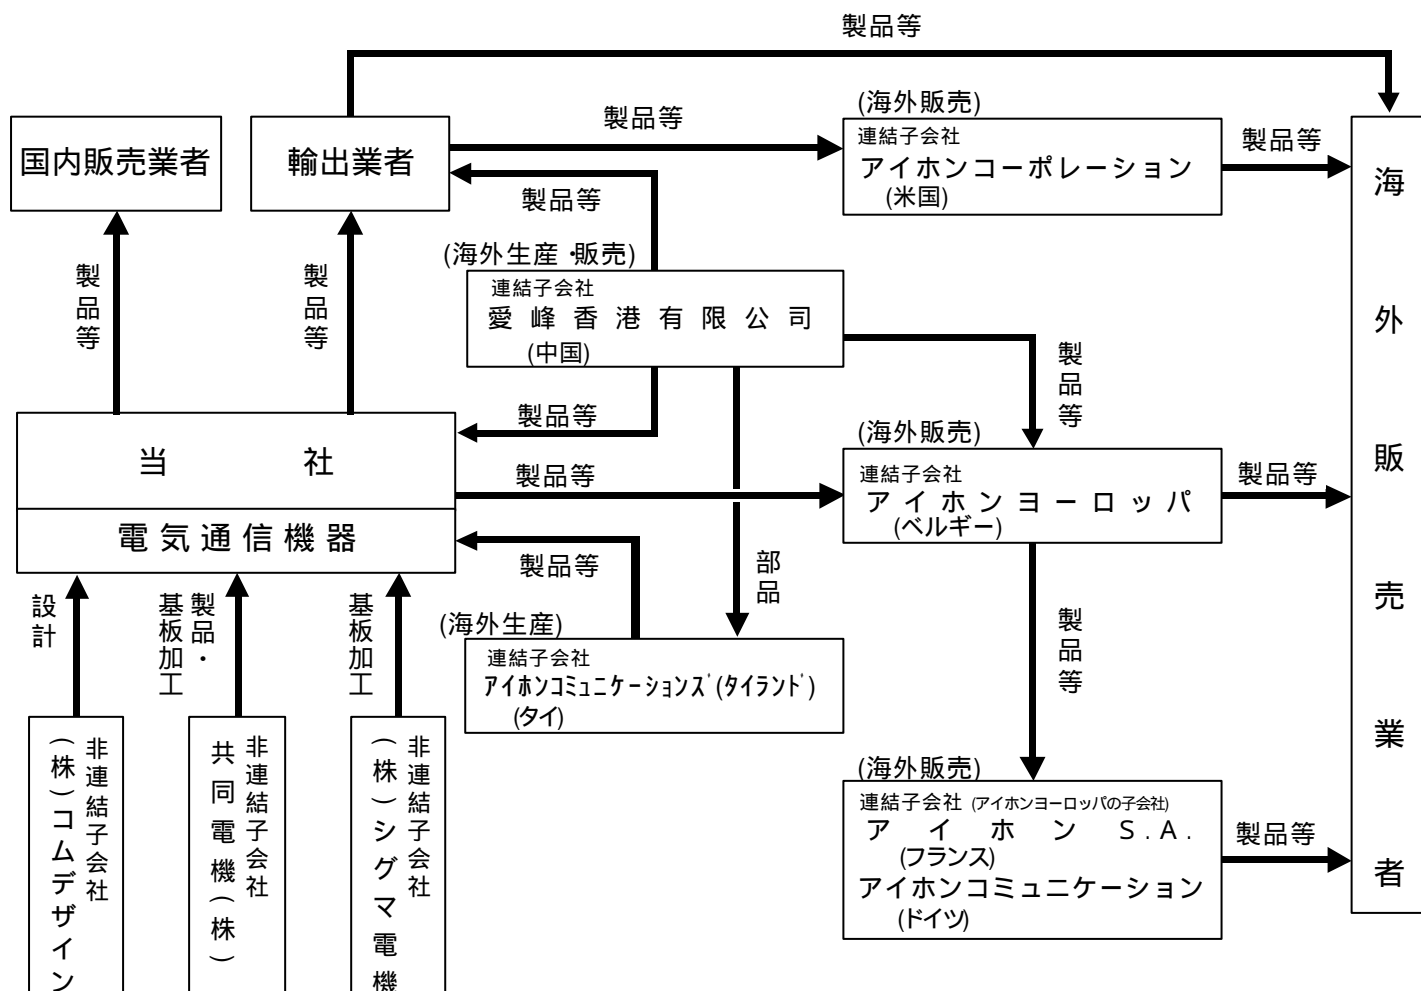 製品等
(海外販売)
国内販売業者
輸出業者
製品等
連結子会社
アイホンコーポレーション
(米国)
製品等
海外販売業者
製品等
(海外生産・販売)
製品等
製品等
連結子会社
愛峰香港有限公司
(中国)
製品等
製品等
(海外販売)
当社
電気通信機器
製品等
連結子会社
アイホンヨーロッパ
(ベルギー)
製品等
製品等
部品
設計
製品・
基板加工
基板加工
(海外生産)
連結子会社
アイホンコミュニケーションズ(タイランド)
(タイ)
製品等
非連結子会社
(株)コムデザイン
非連結子会社
共同電機(株)
非連結子会社
(株)シグマ電機
(海外販売)
連結子会社 (アイホンヨーロッパの子会社)
アイホン S.A.
(フランス)
アイホンコミュニケーション
(ドイツ)
製品等